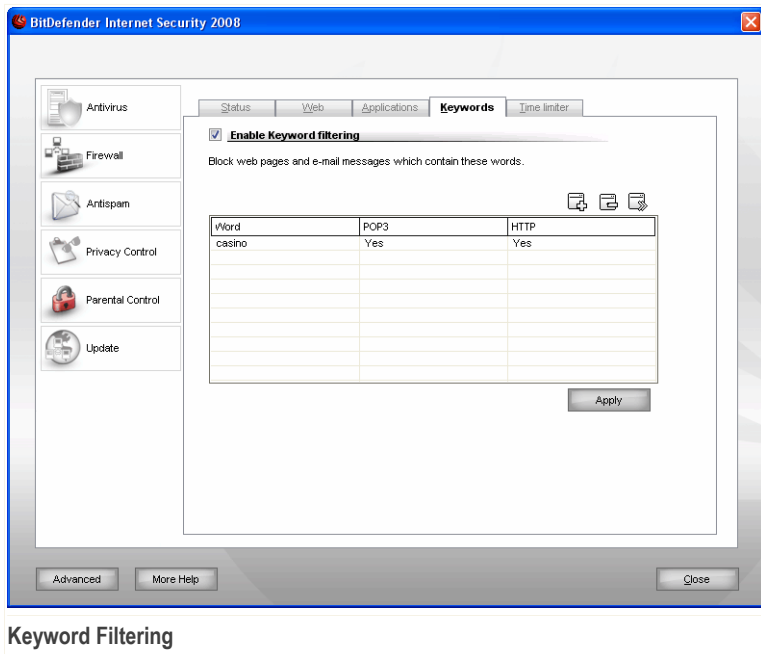 BitDefender Internet Security 2008
Antivirus
Firewall
Antispam
Privacy Control
Parental Control
Update
Status Web Applications Keywords Time limiter
Enable Keyword filtering
Block web pages and e-mail messages which contain these words.
Word POP3 HTTP
casino Yes Yes
Apply
Advanced More Help Close
Keyword Filtering